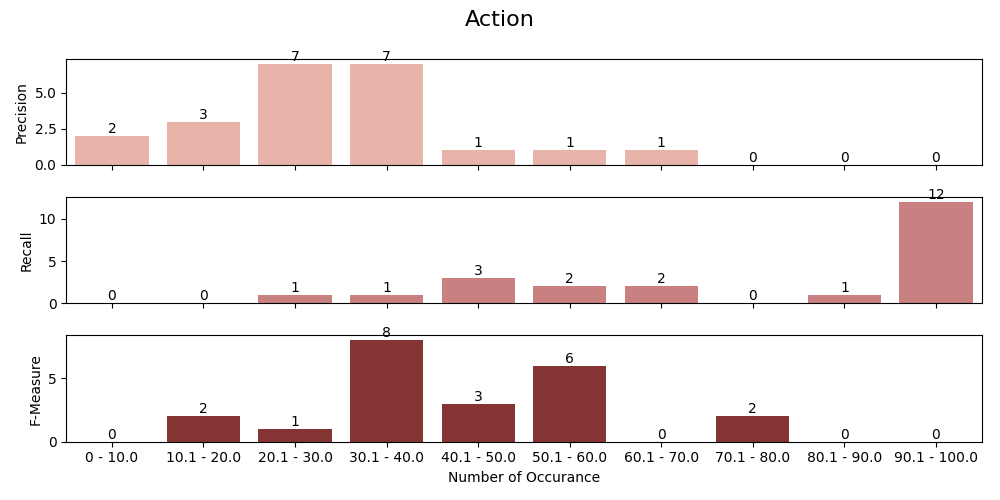 Action
Precision
5.0
2.5
0.0
2 3 7 7 1 1 1 0 0 0
Recall
10
5
0
0 0 1 1 3 2 2 0 1 12
F-Measure
5
0
0 2 1 8 3 6 0 2 0 0
0 - 10.0 10.1 - 20.0 20.1 - 30.0 30.1 - 40.0 40.1 - 50.0 50.1 - 60.0 60.1 - 70.0 70.1 - 80.0 80.1 - 90.0 90.1 - 100.0
Number of Occurance